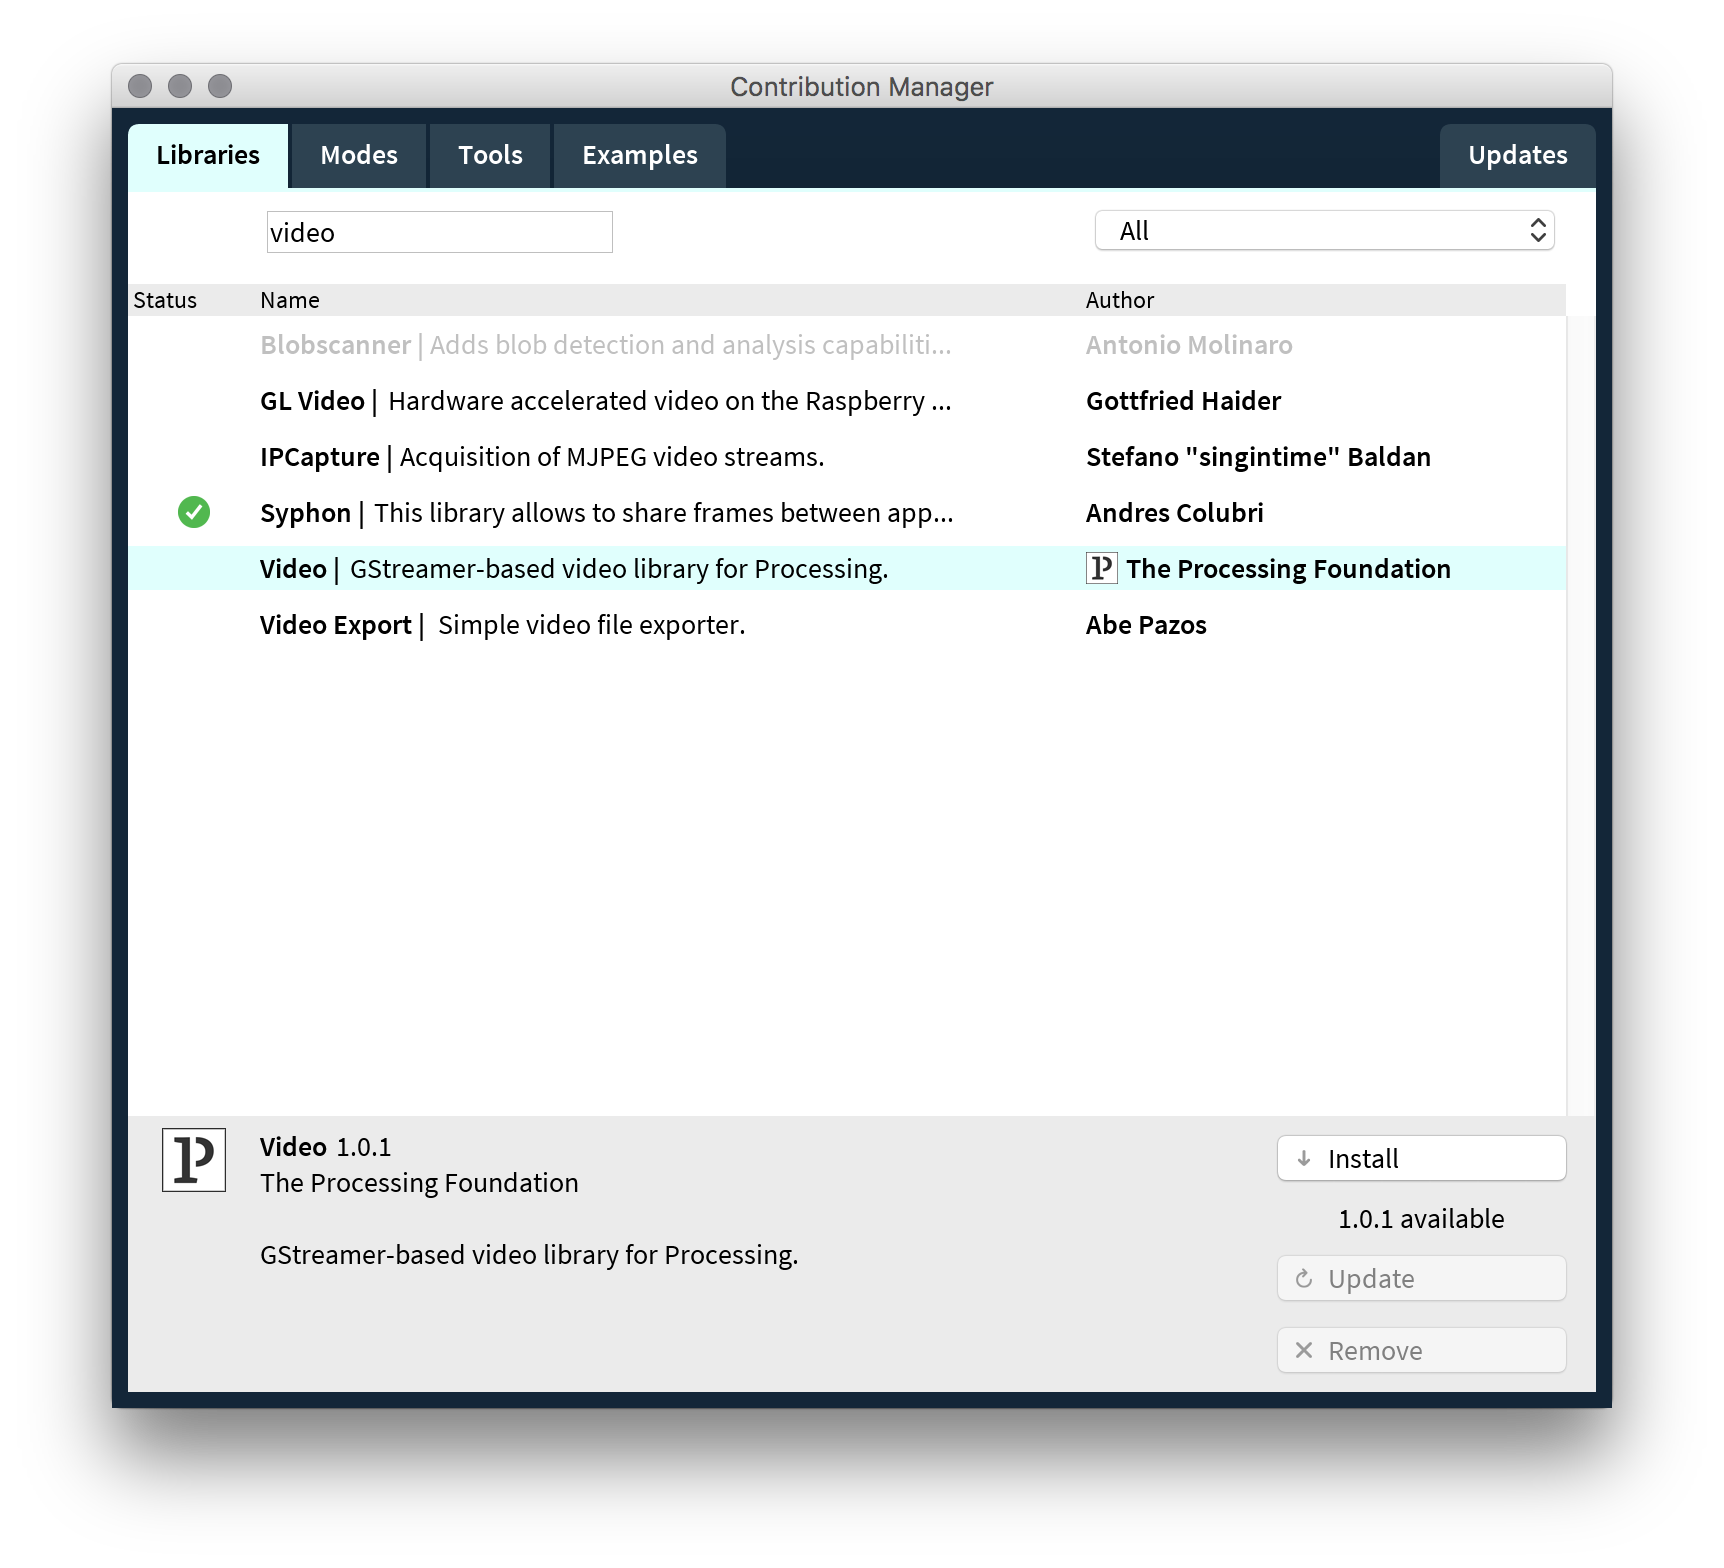 Contribution Manager
Libraries Modes Tools Examples Updates
video All
Status Name Author
Blobscanner | Adds blob detection and analysis capabiliti... Antonio Molinaro
GL Video | Hardware accelerated video on the Raspberry ... Gottfried Haider
IPCapture | Acquisition of MJPEG video streams. Stefano "singintime" Baldan
Syphon | This library allows to share frames between app... Andres Colubri
Video | GStreamer-based video library for Processing. P The Processing Foundation
Video Export | Simple video file exporter. Abe Pazos
P Video 1.0.1 Install
The Processing Foundation
1.0.1 available
GStreamer-based video library for Processing.
Update
Remove